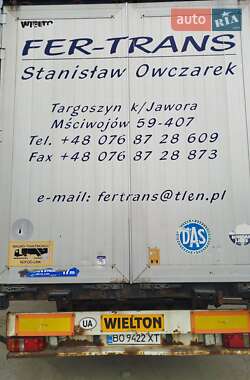 AUTO RIA
WIELTON
FER-TRANS
Stanisław Owczarek
Targoszyn k/Jawora
Mściwojów 59-407
Tel. +48 076 87 28 609
Fax +48 076 87 28 873
e-mail: fertrans@tlen.pl
DAS
UA WIELTON
BO 9422 XT